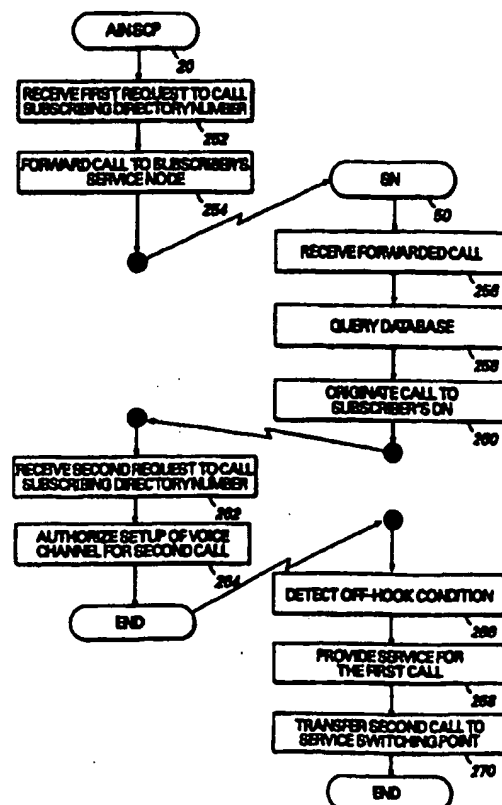 AIN SCP
20
RECEIVE FIRST REQUEST TO CALL
SUBSCRIBING DIRECTORY NUMBER
252
FORWARD CALL TO SUBSCRIBER'S
SERVICE NODE
254
SN
50
RECEIVE FORWARDED CALL
256
QUERY DATABASE
258
ORIGINATE CALL TO
SUBSCRIBER'S DN
260
RECEIVE SECOND REQUEST TO CALL
SUBSCRIBING DIRECTORY NUMBER
262
AUTHORIZE SETUP OF VOICE
CHANNEL FOR SECOND CALL
264
END
DETECT OFF-HOOK CONDITION
266
PROVIDE SERVICE FOR
THE FIRST CALL
268
TRANSFER SECOND CALL TO
SERVICE SWITCHING POINT
270
END